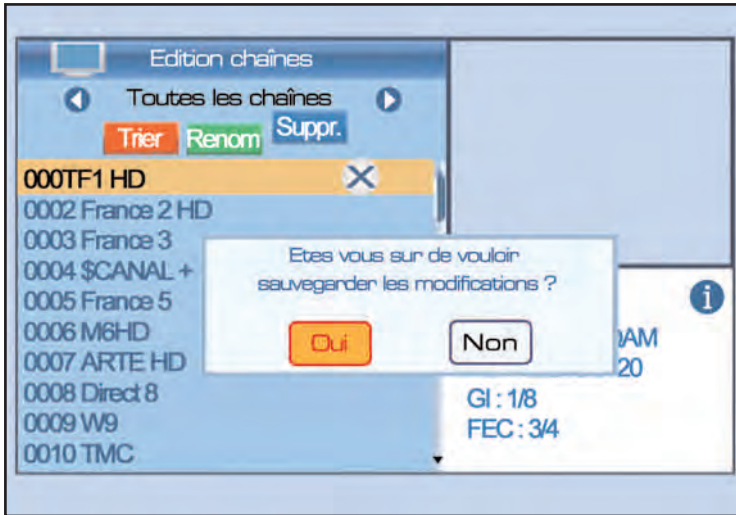 Edition chaînes
Toutes les chaînes
Trier Renom Suppr.
000TF1 HD
0002 France 2 HD
0003 France 3
0004 $CANAL +
0005 France 5
0006 M6HD
0007 ARTE HD
0008 Direct 8
0009 W9
0010 TMC
Etes vous sur de vouloir
sauvegarder les modifications ?
Oui Non
20
GI : 1/8
FEC : 3/4